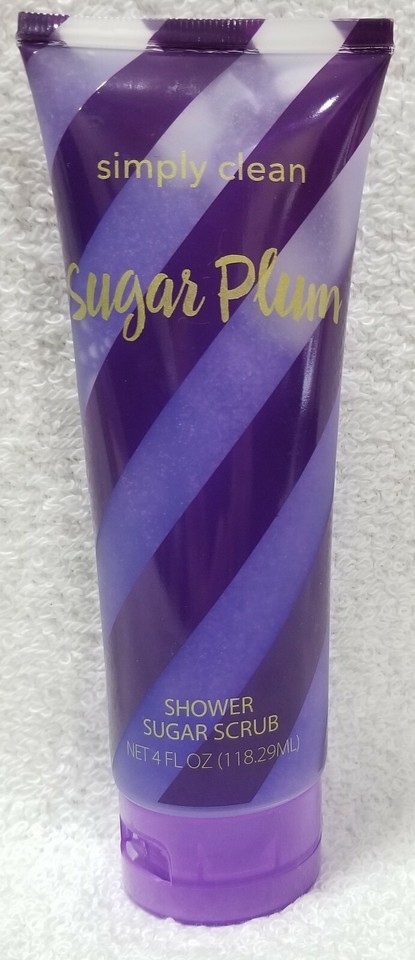 simply clean
Sugar Plum
SHOWER
SUGAR SCRUB
NET 4 FL OZ (118.29ML)